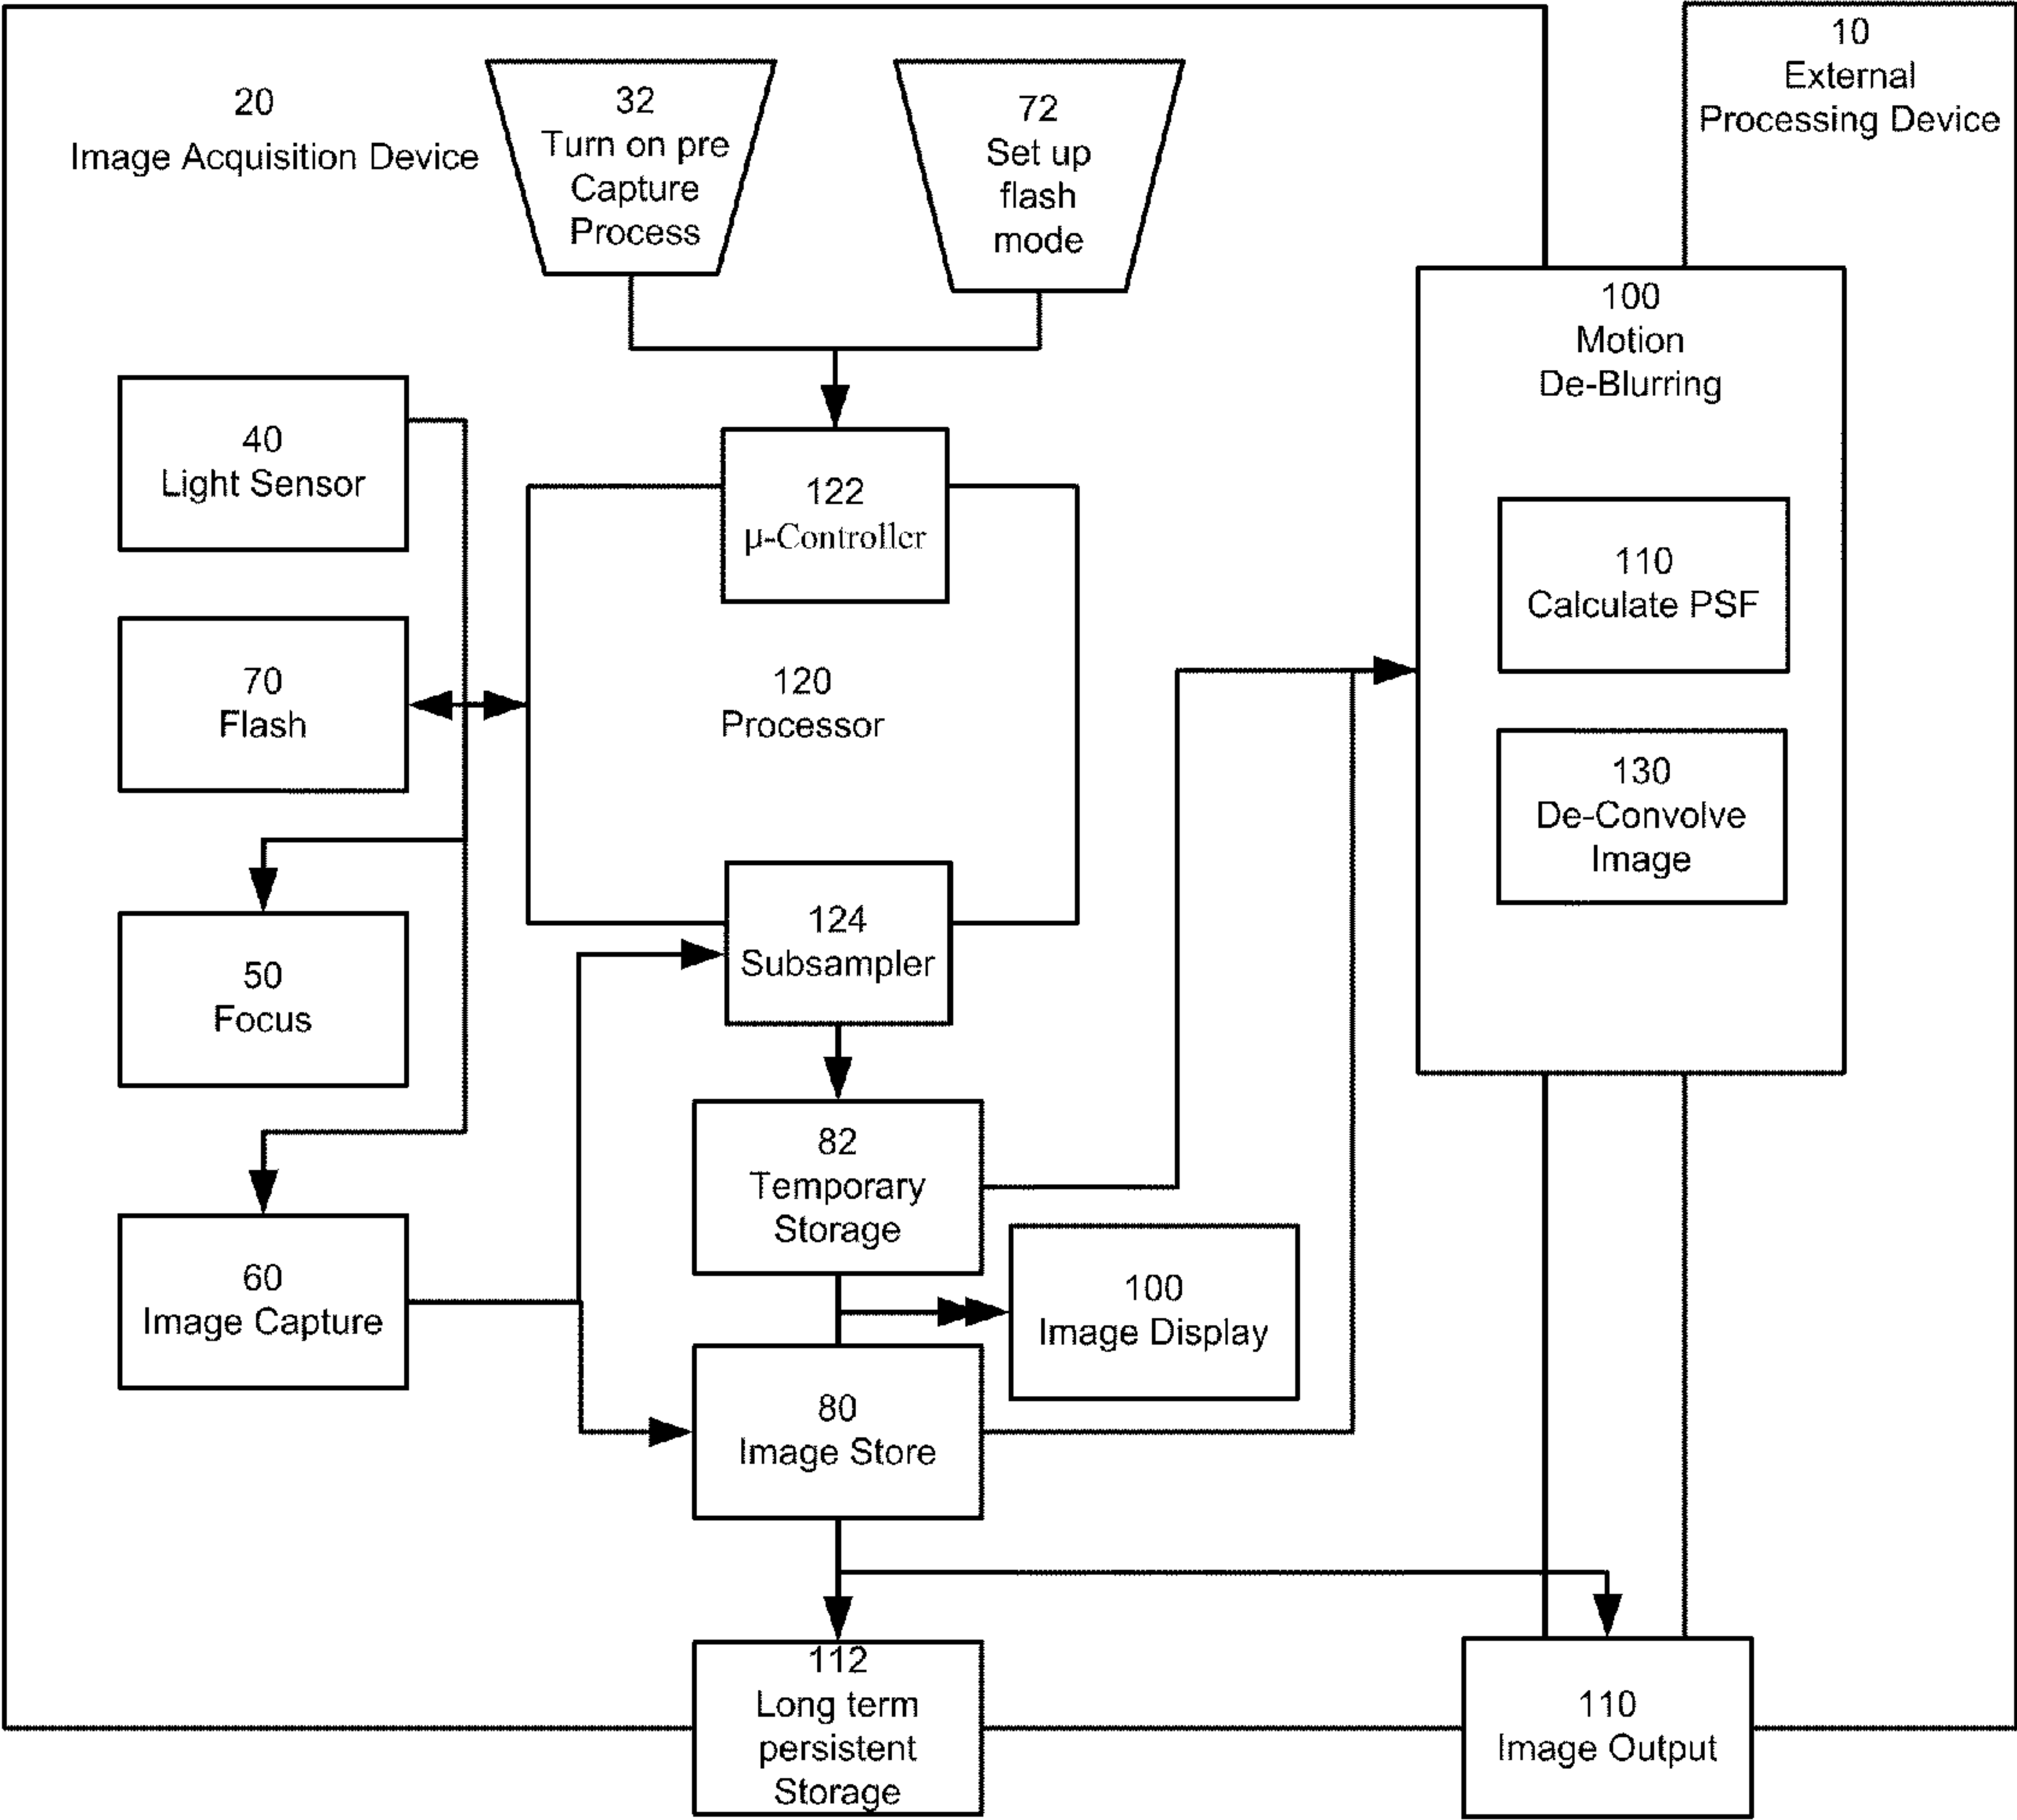 10
External
Processing Device
20
Image Acquisition Device
32
Turn on pre
Capture
Process
72
Set up
flash
mode
100
Motion
De-Blurring
40
Light Sensor
122
μ-Controller
110
Calculate PSF
70
Flash
120
Processor
130
De-Convolve
Image
124
Subsampler
50
Focus
82
Temporary
Storage
60
Image Capture
100
Image Display
80
Image Store
112
Long term
persistent
Storage
110
Image Output